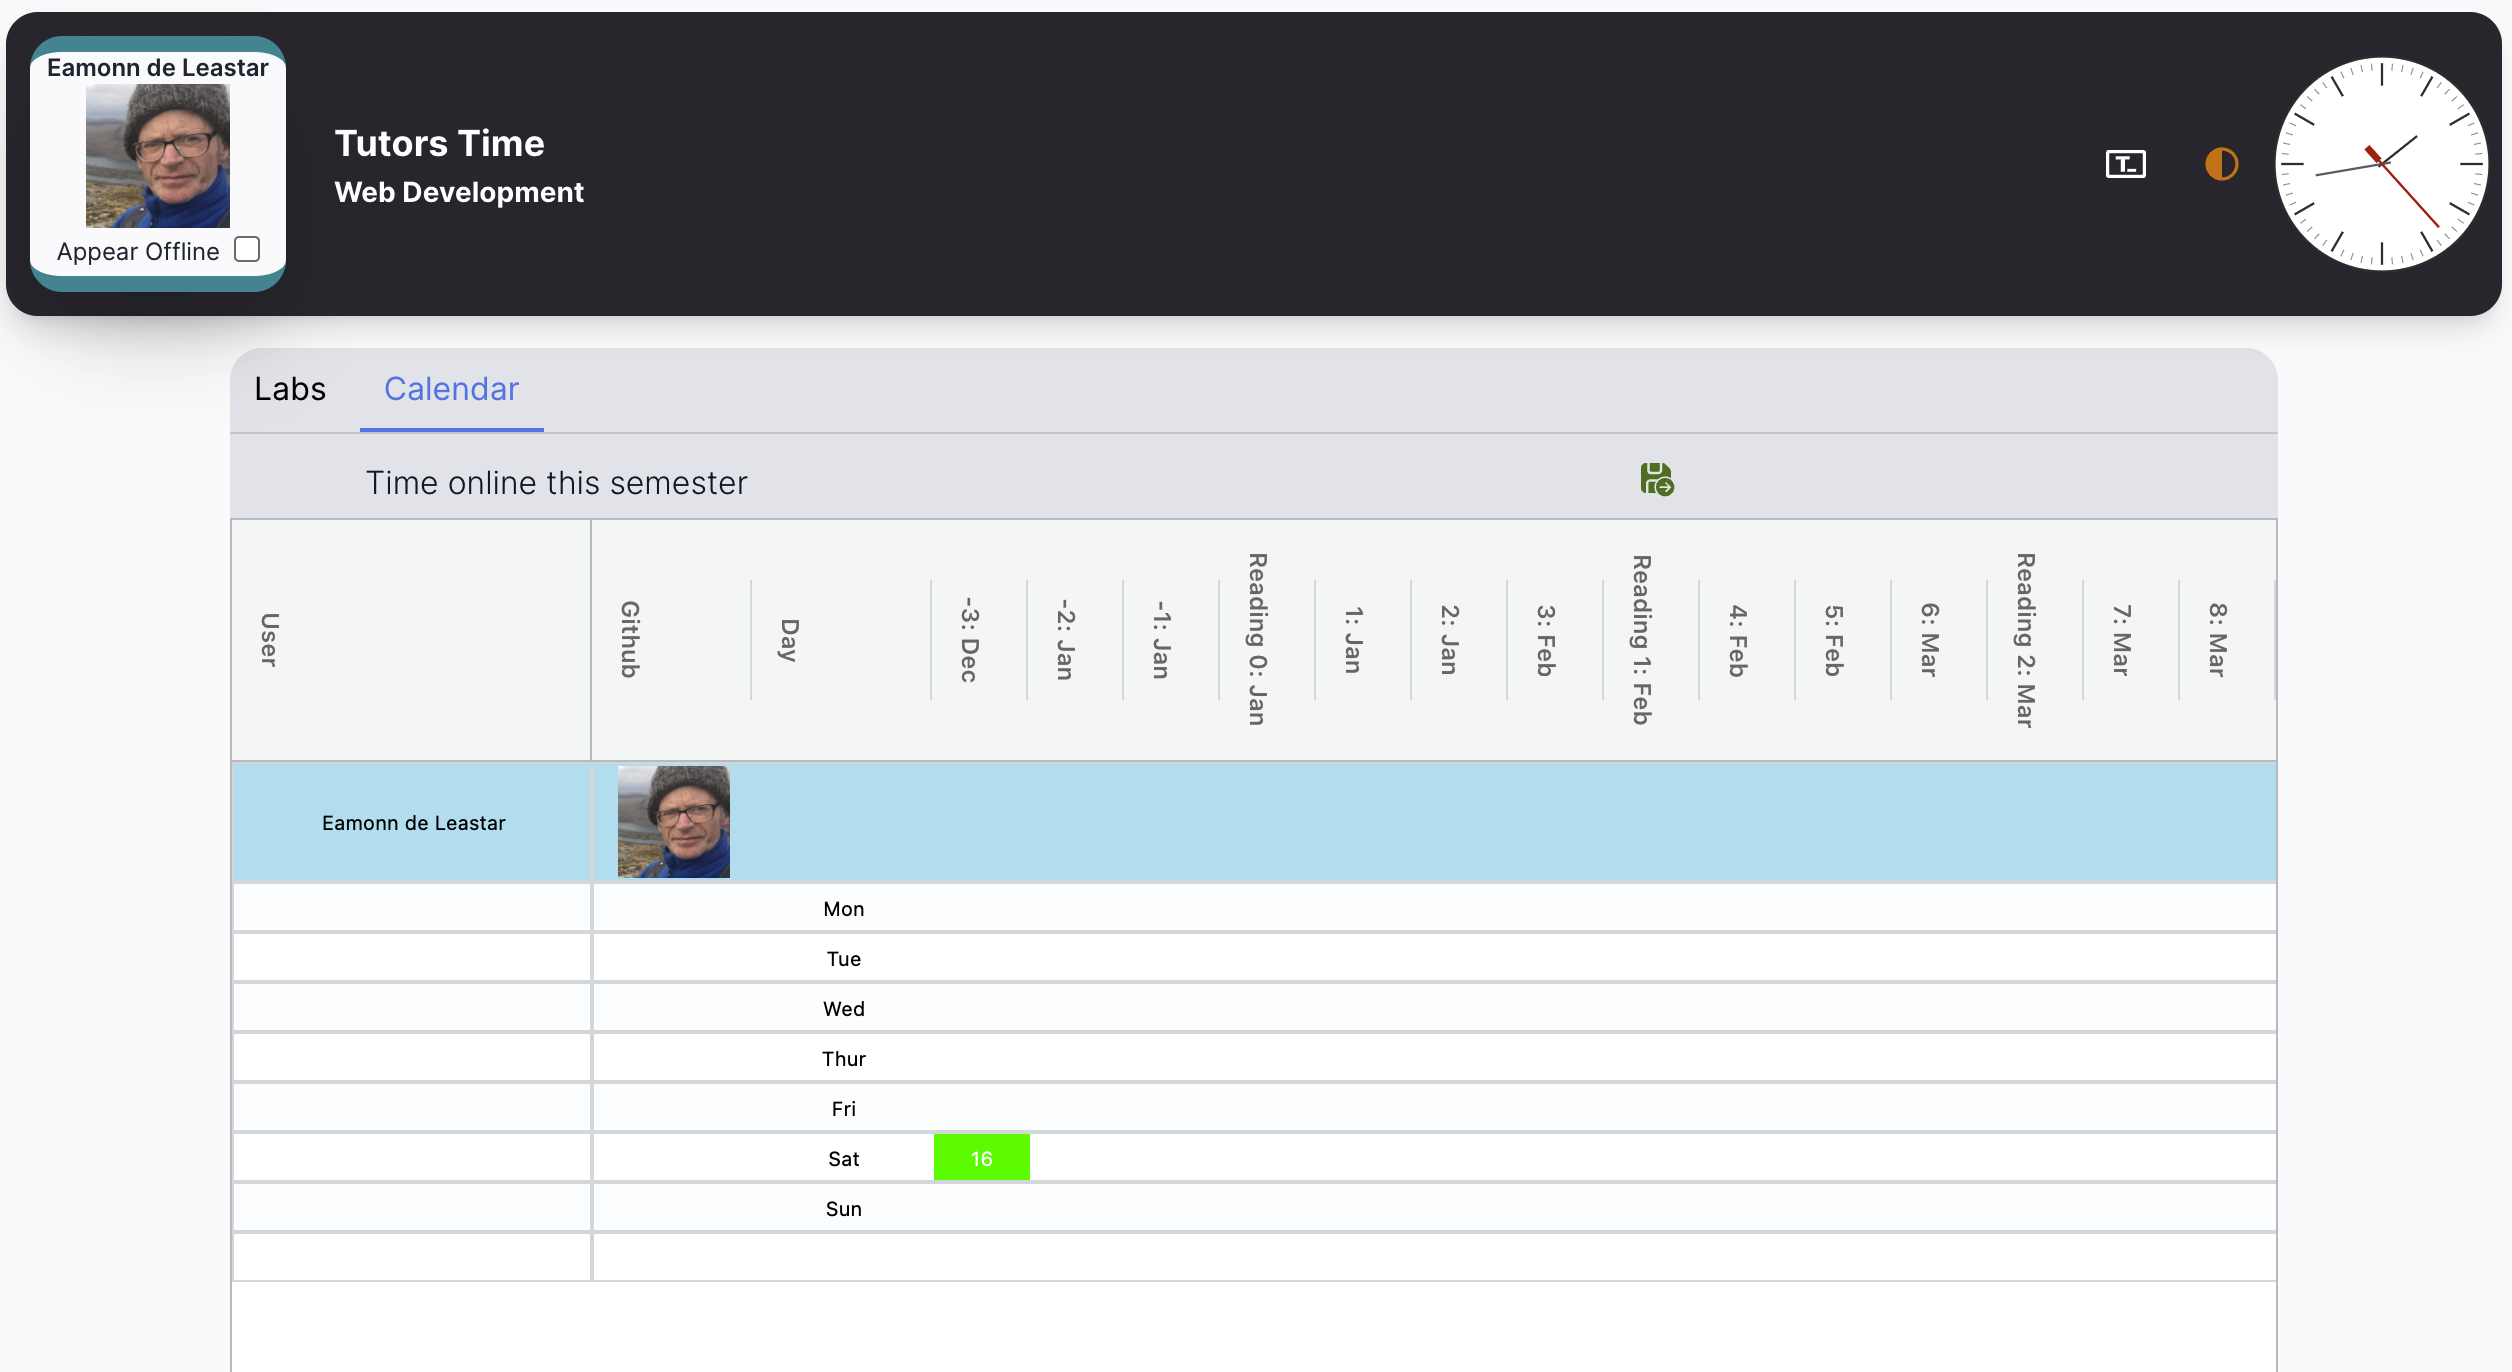 Eamonn de Leastar
Appear Offline
Tutors Time
Web Development
T_
Labs
Calendar
Time online this semester
User
Github
Day
-3: Dec
-2: Jan
-1: Jan
Reading 0: Jan
1: Jan
2: Jan
3: Feb
Reading 1: Feb
4: Feb
5: Feb
6: Mar
Reading 2: Mar
7: Mar
8: Mar
Eamonn de Leastar
Mon
Tue
Wed
Thur
Fri
Sat 16
Sun